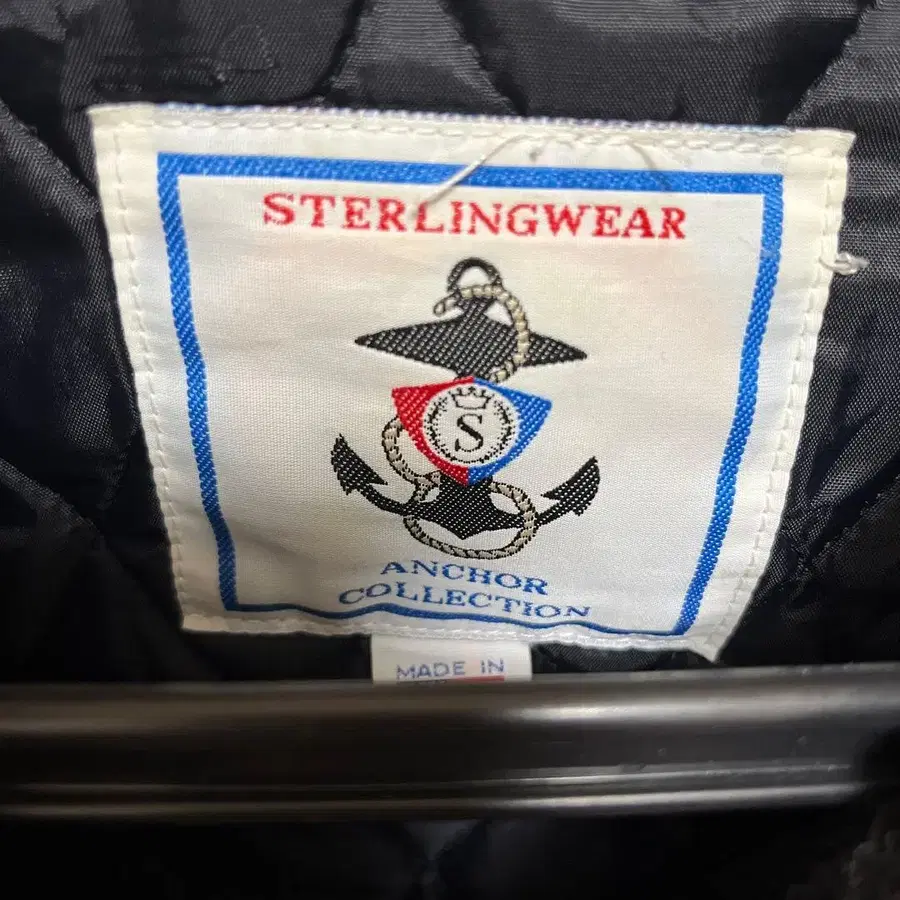 STERLINGWEAR
S
ANCHOR
COLLECTION
MADE IN